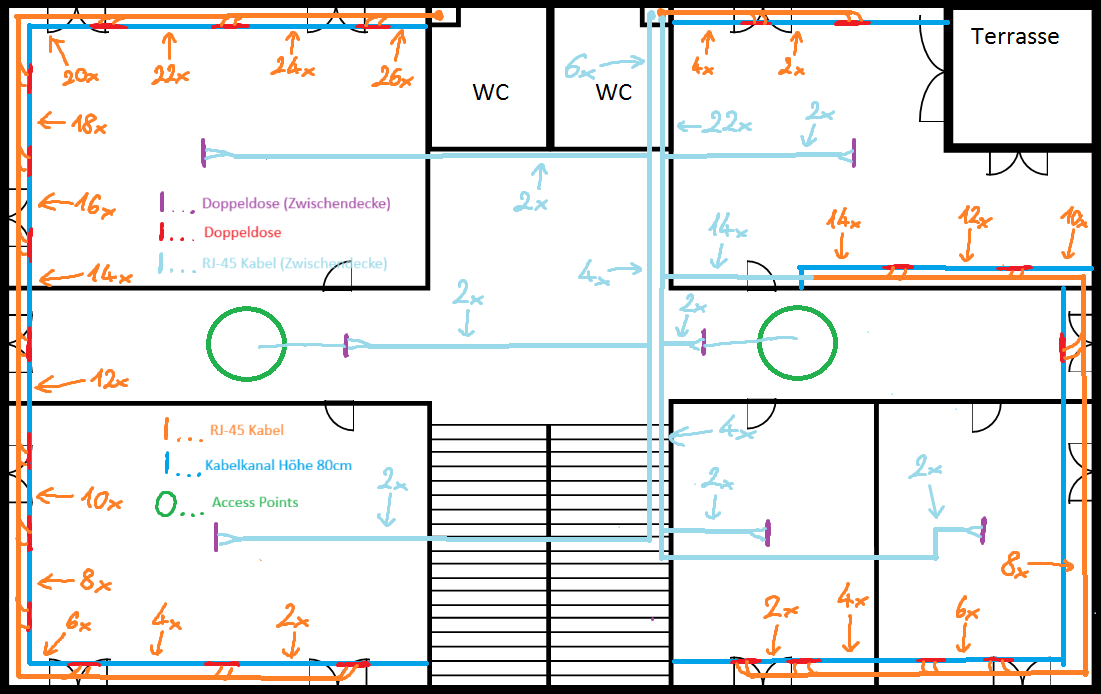 Terrasse
6x
4x
2x
20x
22x
24x
26x
WC
WC
18x
22x
2x
16x
Doppeldose (Zwischendecke)
2x
Doppeldose
14x
14x
12x
10x
RJ-45 Kabel (Zwischendecke)
14x
4x
2x
2x
12x
RJ-45 Kabel
4x
Kabelkanal Höhe 80cm
2x
2x
2x
10x
Access Points
8x
8x
6x
4x
2x
2x
4x
6x